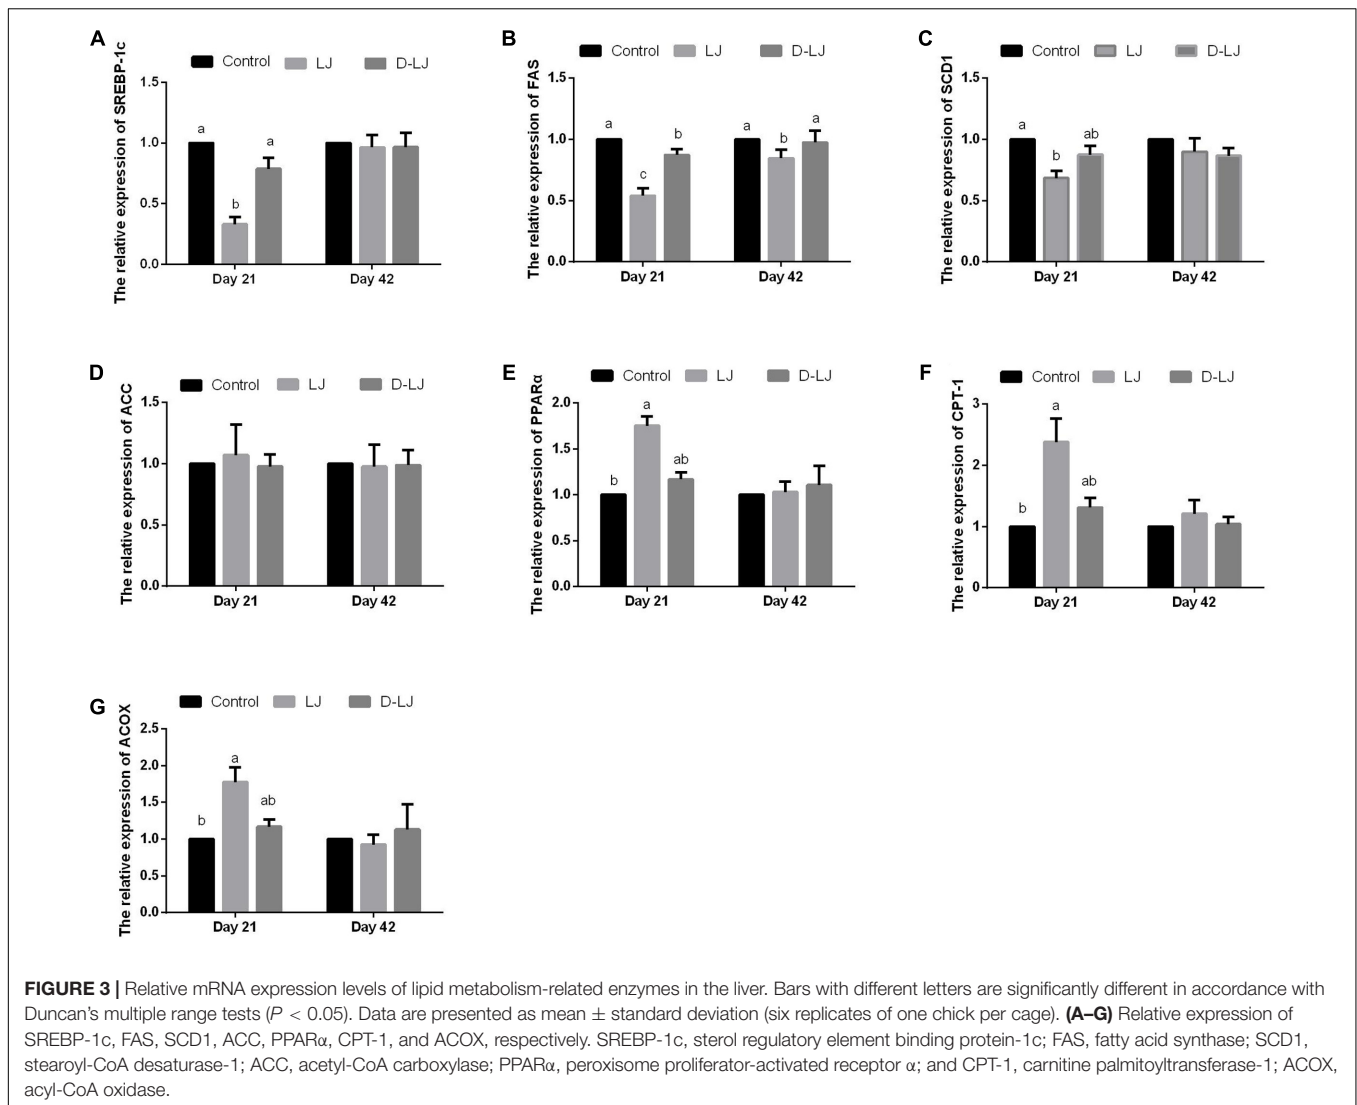 A
Control LJ D-LJ
The relative expression of SREBP-1c
1.5
1.0
0.5
0.0
a
b
a
Day 21
Day 42
B
Control LJ D-LJ
The relative expression of FAS
1.5
1.0
0.5
0.0
a
c
b
a
b
a
Day 21
Day 42
C
Control LJ D-LJ
The relative expression of SCD1
1.5
1.0
0.5
0.0
a
b
ab
Day 21
Day 42
D
Control LJ D-LJ
The relative expression of ACC
1.5
1.0
0.5
0.0
Day 21
Day 42
E
Control LJ D-LJ
The relative expression of PPARα
2.0
1.5
1.0
0.5
0.0
b
a
ab
Day 21
Day 42
F
Control LJ D-LJ
The relative expression of CPT-1
3
2
1
0
b
a
ab
Day 21
Day 42
G
Control LJ D-LJ
The relative expression of ACOX
2.5
2.0
1.5
1.0
0.5
0.0
b
a
ab
Day 21
Day 42
FIGURE 3 | Relative mRNA expression levels of lipid metabolism-related enzymes in the liver. Bars with different letters are significantly different in accordance with
Duncan's multiple range tests (P < 0.05). Data are presented as mean ± standard deviation (six replicates of one chick per cage). (A–G) Relative expression of
SREBP-1c, FAS, SCD1, ACC, PPARα, CPT-1, and ACOX, respectively. SREBP-1c, sterol regulatory element binding protein-1c; FAS, fatty acid synthase; SCD1,
stearoyl-CoA desaturase-1; ACC, acetyl-CoA carboxylase; PPARα, peroxisome proliferator-activated receptor α; and CPT-1, carnitine palmitoyltransferase-1; ACOX,
acyl-CoA oxidase.